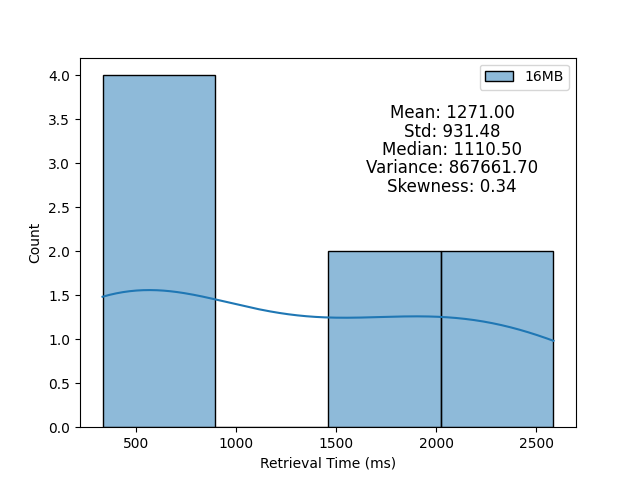 16MB
Mean: 1271.00
Std: 931.48
Median: 1110.50
Variance: 867661.70
Skewness: 0.34
4.0
3.5
3.0
2.5
2.0
1.5
1.0
0.5
0.0
Count
500 1000 1500 2000 2500
Retrieval Time (ms)